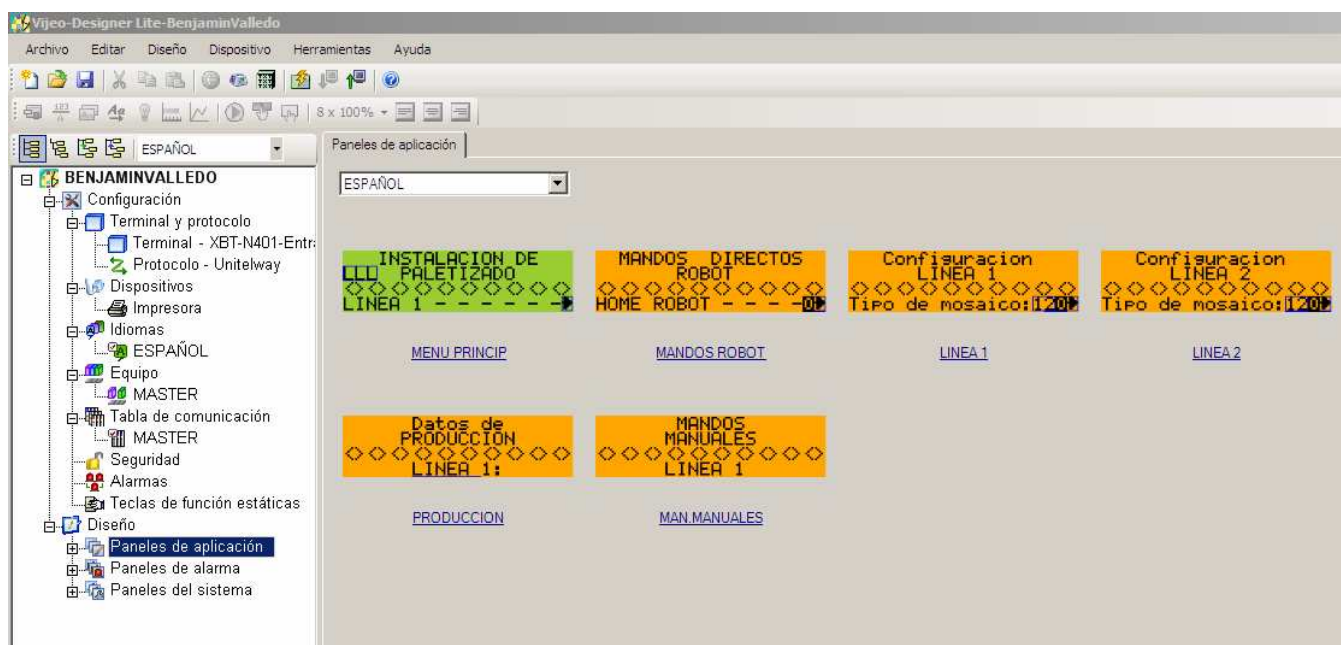 Vijeo-Designer Lite-BenjaminValledo
Archivo Editar Diseño Dispositivo Herramientas Ayuda
8 x 100%
ESPAÑOL
Paneles de aplicación
BENJAMINVALLEDO
Configuración
Terminal y protocolo
Terminal - XBT-N401-Entr
Protocolo - Unitelway
Dispositivos
Impresora
Idiomas
ESPAÑOL
Equipo
MASTER
Tabla de comunicación
MASTER
Seguridad
Alarmas
Teclas de función estáticas
Diseño
Paneles de aplicación
Paneles de alarma
Paneles del sistema
ESPAÑOL
INSTALACION DE
PALETIZADO
LINEA 1 - - - - - -
MENU PRINCIP
MANDOS DIRECTOS
ROBOT
HOME ROBOT - - - -0
MANDOS ROBOT
Configuracion
LINEA 1
Tipo de mosaico:120
LINEA 1
Configuracion
LINEA 2
Tipo de mosaico:120
LINEA 2
Datos de
PRODUCCION
LINEA 1:
PRODUCCION
MANDOS
MANUALES
LINEA 1
MAN.MANUALES